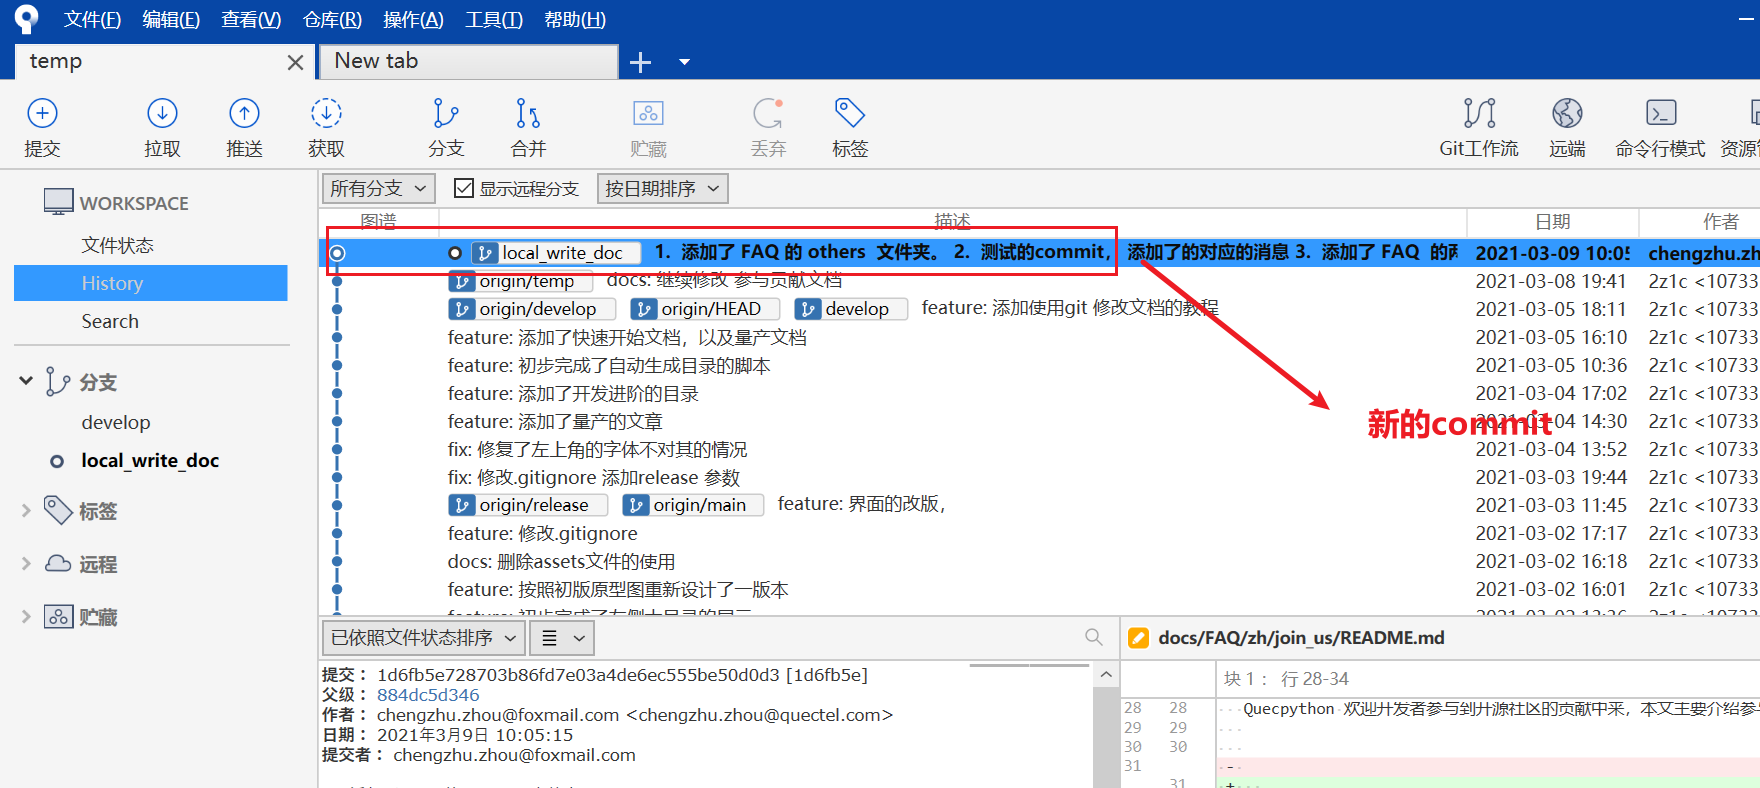 文件(F) 编辑(E) 查看(V) 仓库(R) 操作(A) 工具(T) 帮助(H)
temp New tab
提交 拉取 推送 获取 分支 合并 贮藏 丢弃 标签 Git工作流 远端 命令行模式
WORKSPACE
文件状态
History
Search
分支
develop
local_write_doc
标签
远程
贮藏
所有分支 显示远程分支 按日期排序
图谱 描述 日期 作者
local_write_doc 1. 添加了 FAQ 的 others 文件夹。 2. 测试的commit, 添加了的对应的消息 3. 添加了 FAQ 的 2021-03-09 10:05 chengzhu.zh
origin/temp docs: 继续修改 参与贡献文档 2021-03-08 19:41 2z1c <10733
origin/develop origin/HEAD develop feature: 添加使用git 修改文档的教程 2021-03-05 18:11 2z1c <10733
feature: 添加了快速开始文档，以及量产文档 2021-03-05 16:10 2z1c <10733
feature: 初步完成了自动生成目录的脚本 2021-03-05 10:36 2z1c <10733
feature: 添加了开发进阶的目录 2021-03-04 17:02 2z1c <10733
feature: 添加了量产的文章 2021-03-04 14:30 2z1c <10733
新的commit
fix: 修复了左上角的字体不对其的情况 2021-03-04 13:52 2z1c <10733
fix: 修改.gitignore 添加release 参数 2021-03-03 19:44 2z1c <10733
origin/release origin/main feature: 界面的改版, 2021-03-03 11:45 2z1c <10733
feature: 修改.gitignore 2021-03-02 17:17 2z1c <10733
docs: 删除assets文件的使用 2021-03-02 16:18 2z1c <10733
feature: 按照初版原型图重新设计了一版本 2021-03-02 16:01 2z1c <10733
已依照文件状态排序
提交： 1d6fb5e728703b86fd7e03a4de6ec555be50d0d3 [1d6fb5e]
父级： 884dc5d346
作者： chengzhu.zhou@foxmail.com <chengzhu.zhou@quectel.com>
日期： 2021年3月9日 10:05:15
提交者： chengzhu.zhou@foxmail.com
docs/FAQ/zh/join_us/README.md
块 1： 行 28-34
28 28 Quecpython 欢迎开发者参与到开源社区的贡献中来，本文主要介绍参
29 29
30 30
31 -
31 +